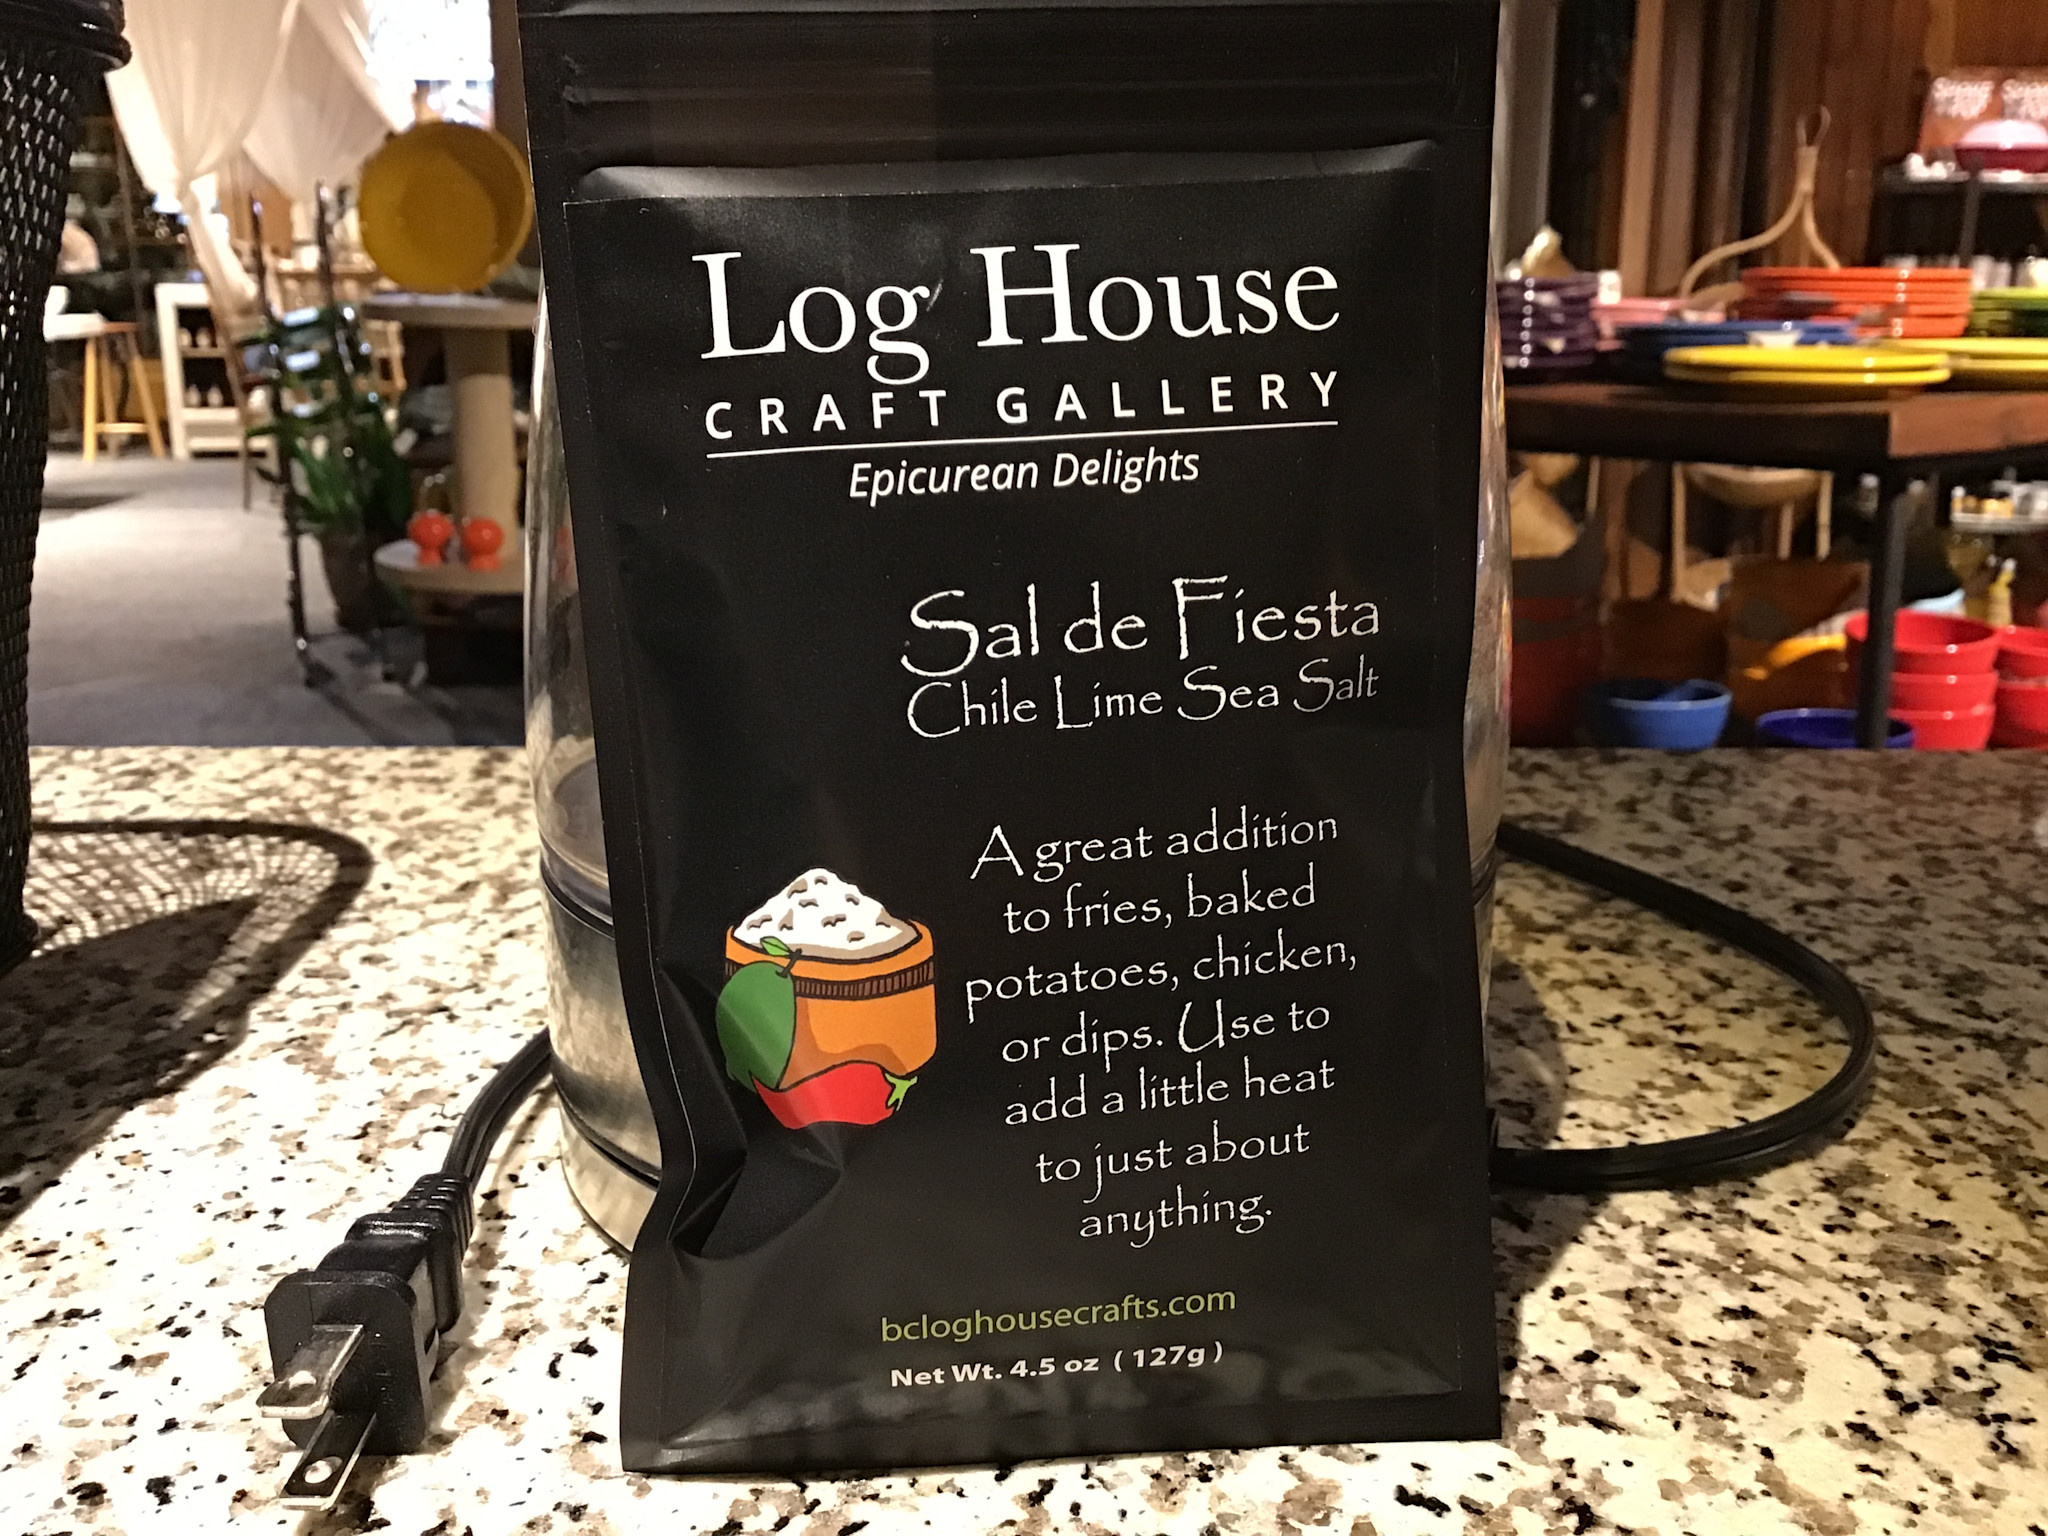 Log House
CRAFT GALLERY
Epicurean Delights
Sal de Fiesta
Chile Lime Sea Salt
A great addition
to fries, baked
potatoes, chicken,
or dips. Use to
add a little heat
to just about
anything.
bcloghousecrafts.com
Net Wt. 4.5 oz ( 127g )